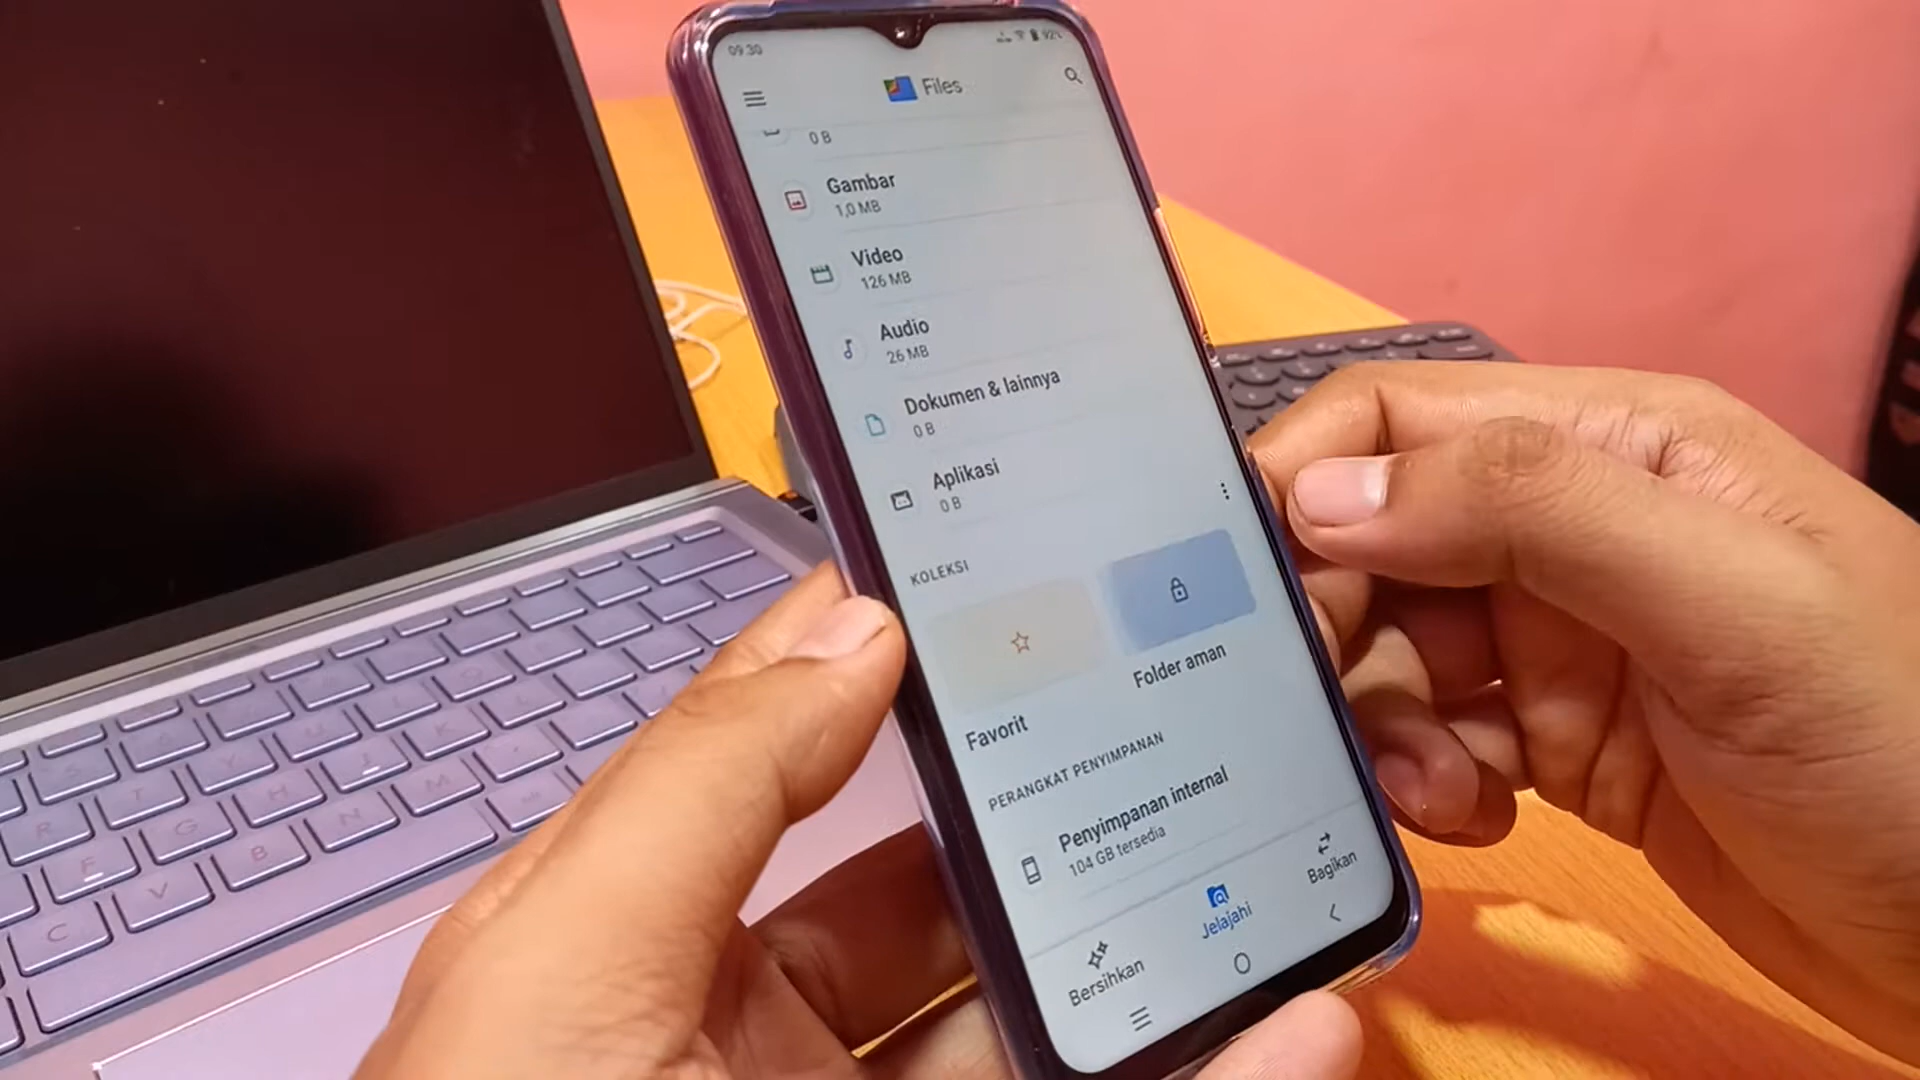 09.30
92%
Files
0 B
Gambar
1,0 MB
Video
126 MB
Audio
26 MB
Dokumen & lainnya
0 B
Aplikasi
0 B
KOLEKSI
Favorit
Folder aman
PERANGKAT PENYIMPANAN
Penyimpanan internal
104 GB tersedia
Bersihkan
Jelajahi
Bagikan
R
T
Y
U
F
G
H
J
K
C
V
B
N
M